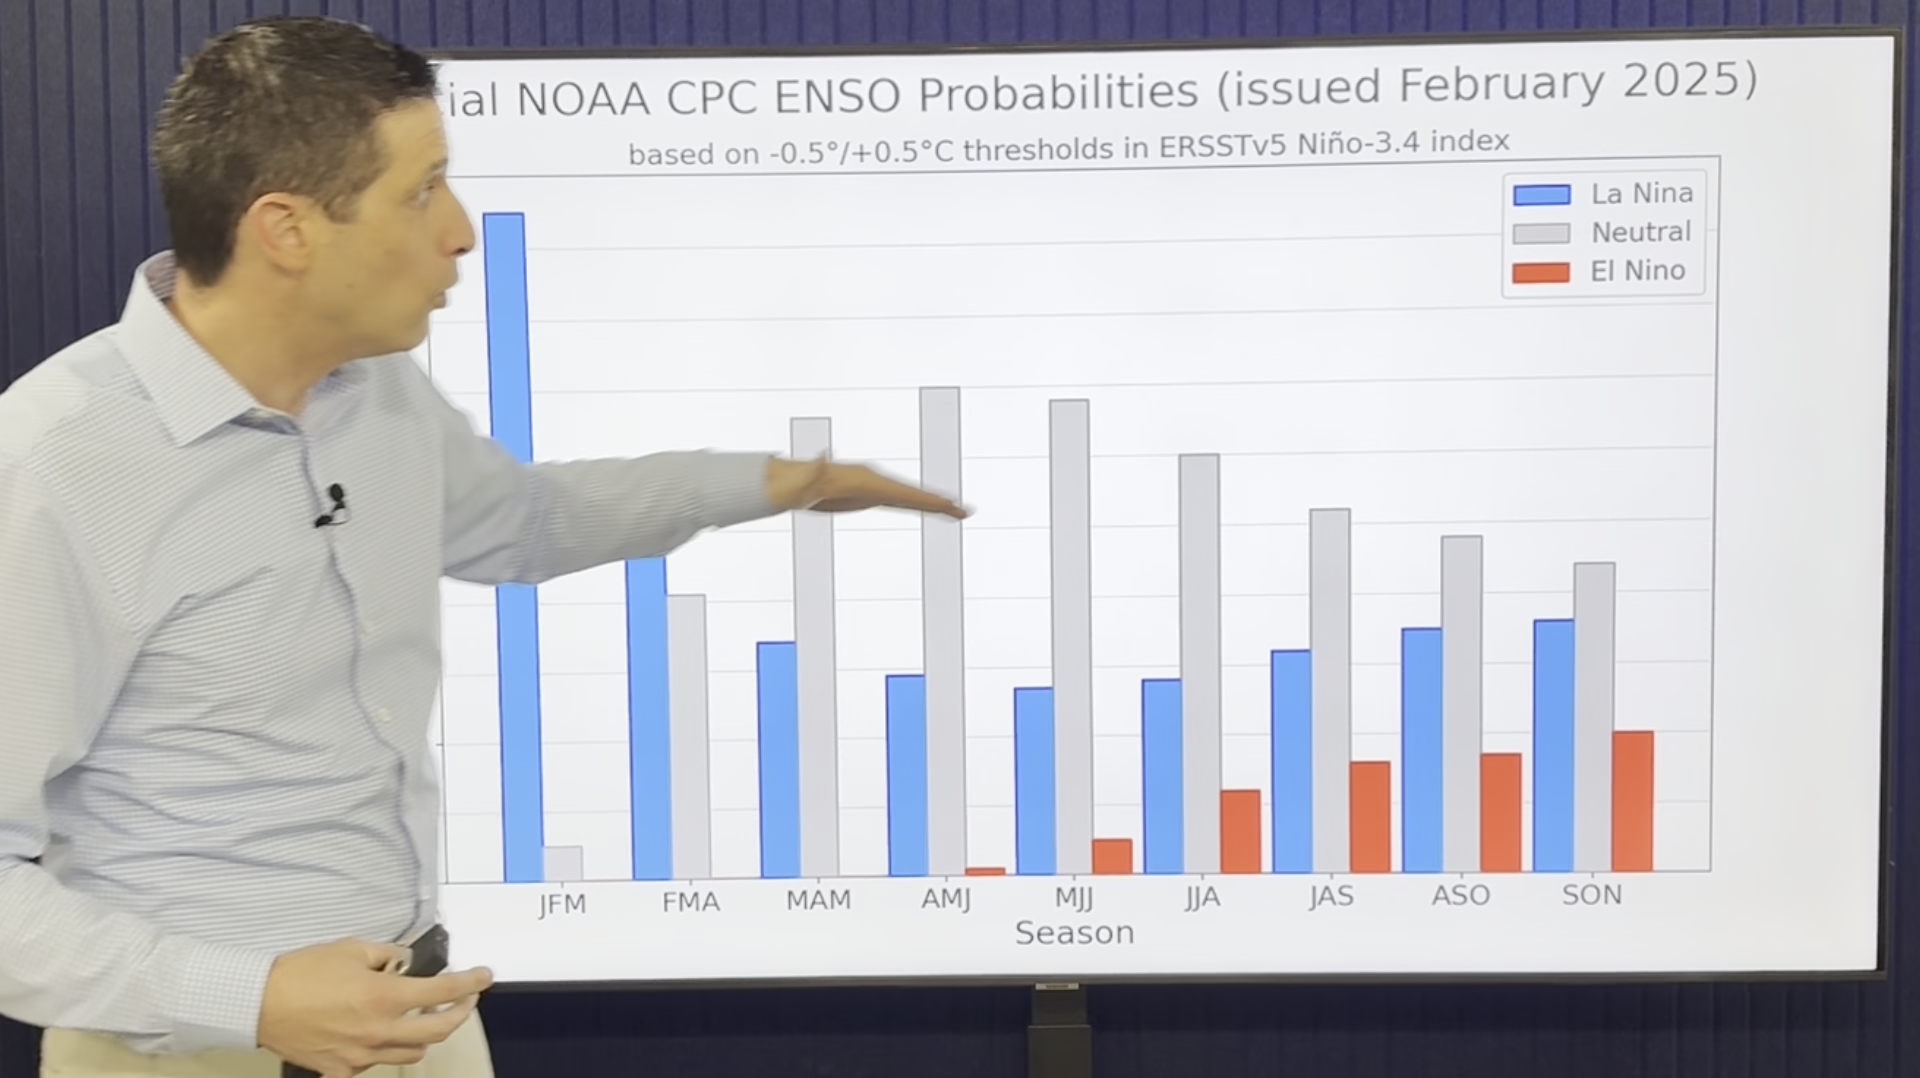 ial NOAA CPC ENSO Probabilities (issued February 2025)
based on -0.5°/+0.5°C thresholds in ERSSTv5 Niño-3.4 index
La Nina
Neutral
El Nino
JFM FMA MAM AMJ MJJ JJA JAS ASO SON
Season